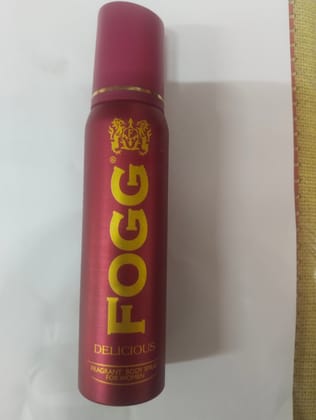 FOGG®
DELICIOUS
FRAGRANT BODY SPRAY
FOR WOMEN